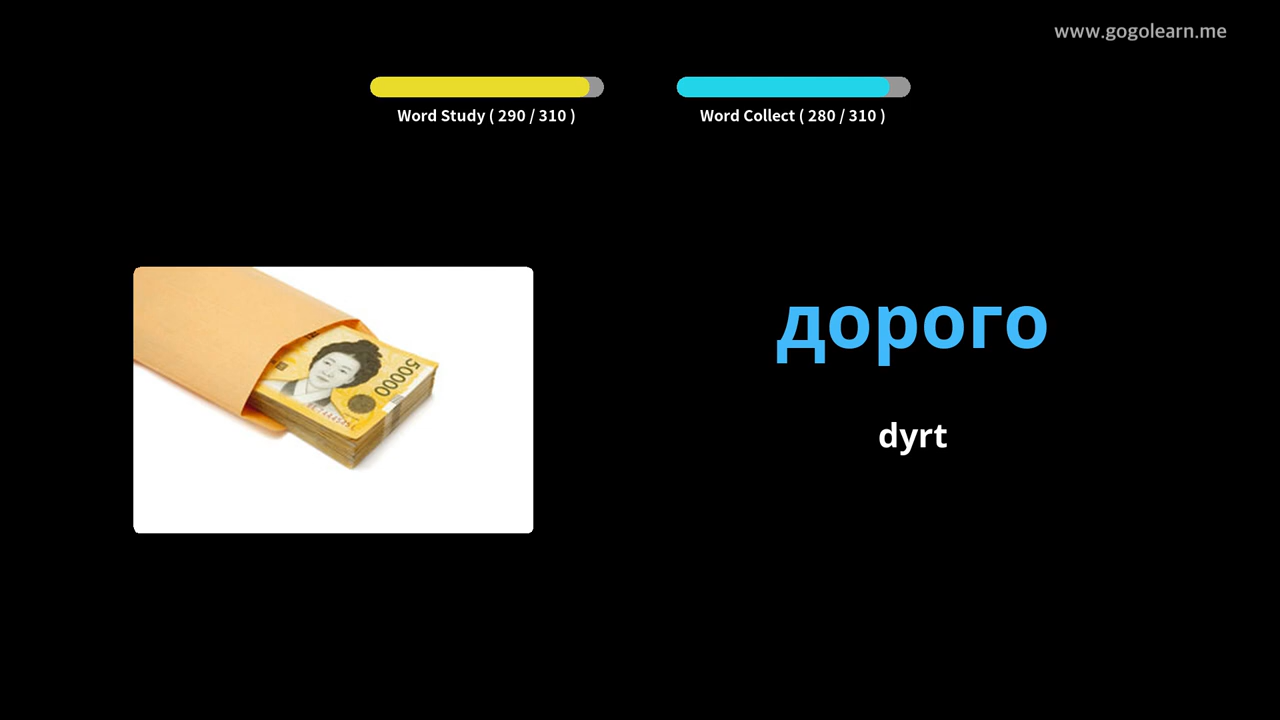 www.gogolearn.me
Word Study ( 290 / 310 )
Word Collect ( 280 / 310 )
50000
дорого
dyrt